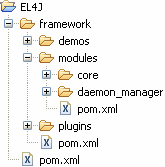 EL4J
framework
demos
modules
core
daemon_manager
pom.xml
plugins
pom.xml
pom.xml